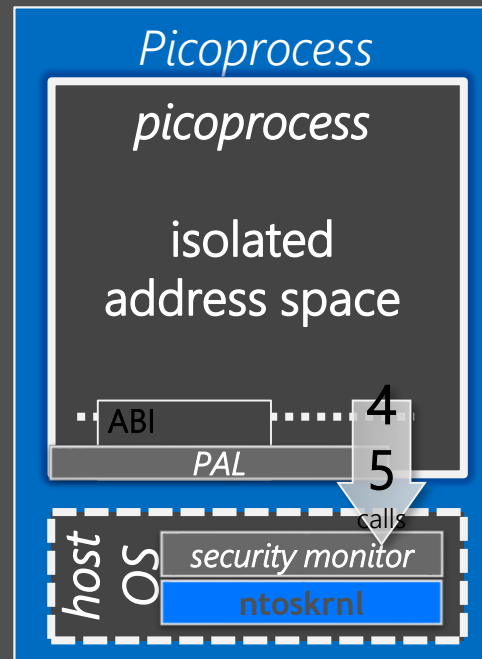 Picoprocess
picoprocess
isolated
address space
ABI
4
5
calls
PAL
host
OS
security monitor
ntoskrnl